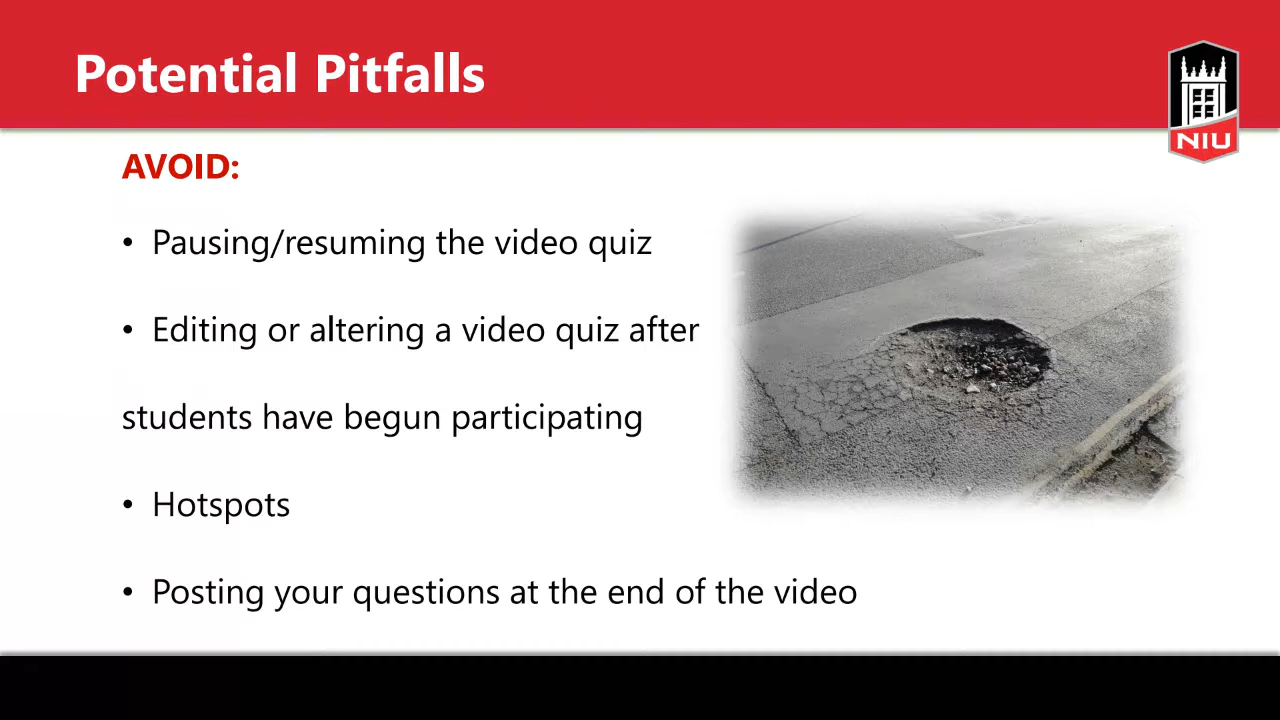 Potential Pitfalls
NIU
AVOID:
• Pausing/resuming the video quiz
• Editing or altering a video quiz after
students have begun participating
• Hotspots
• Posting your questions at the end of the video